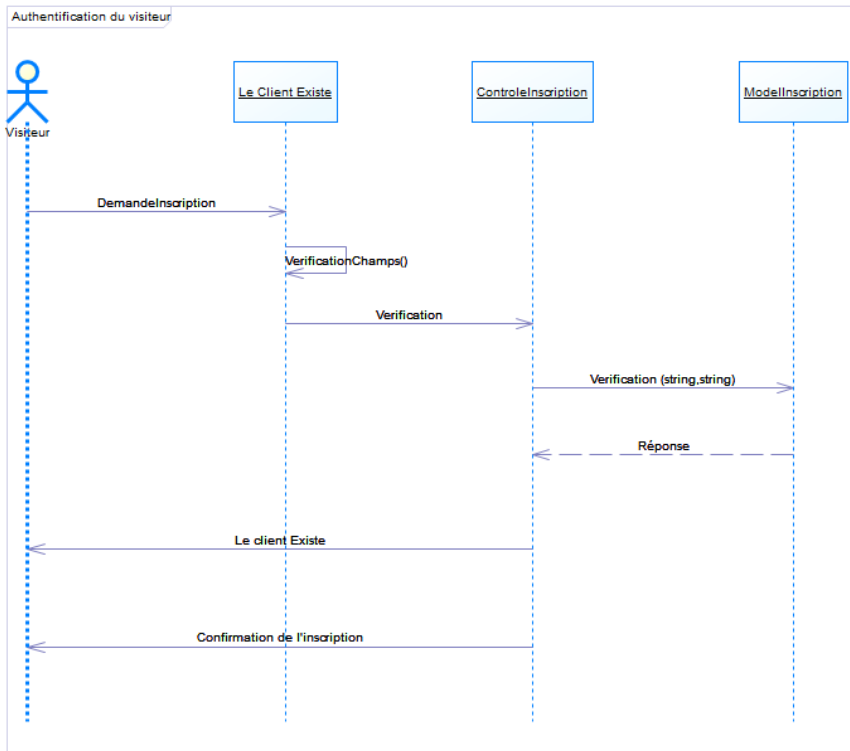 Authentification du visiteur
Visiteur
Le Client Existe
ControleInscription
ModelInscription
DemandeInscription
VerificationChamps()
Verification
Verification (string,string)
Réponse
Le client Existe
Confirmation de l'inscription